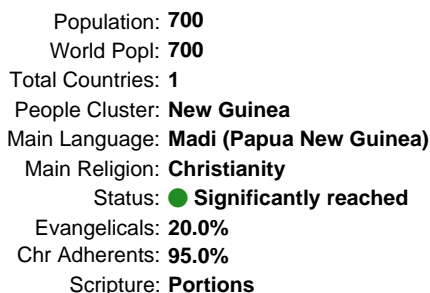 Population: 700
World Popl: 700
Total Countries: 1
People Cluster: New Guinea
Main Language: Madi (Papua New Guinea)
Main Religion: Christianity
Status: Significantly reached
Evangelicals: 20.0%
Chr Adherents: 95.0%
Scripture: Portions